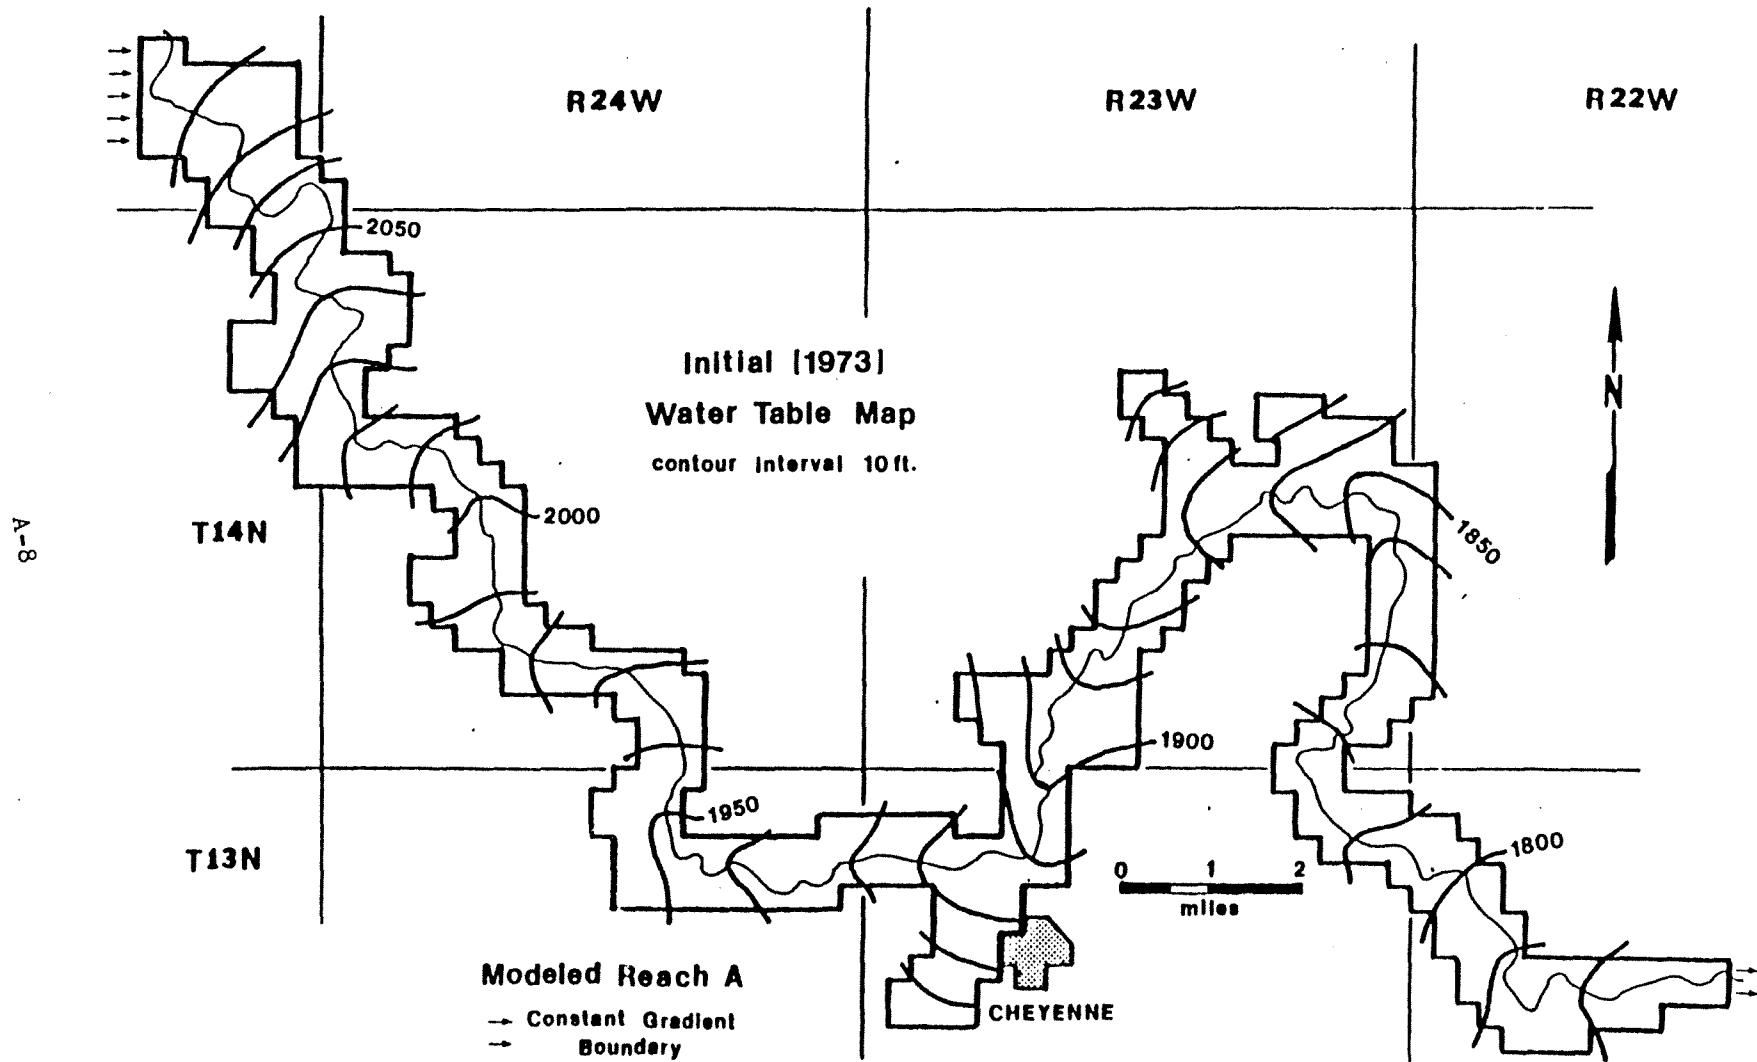 R24W
R23W
R22W
2050
Initial [1973]
Water Table Map
contour interval 10 ft.
N
T14N
2000
1850
A-8
1900
1950
T13N
0 1 2
miles
1800
Modeled Reach A
→ Constant Gradient
→ Boundary
CHEYENNE